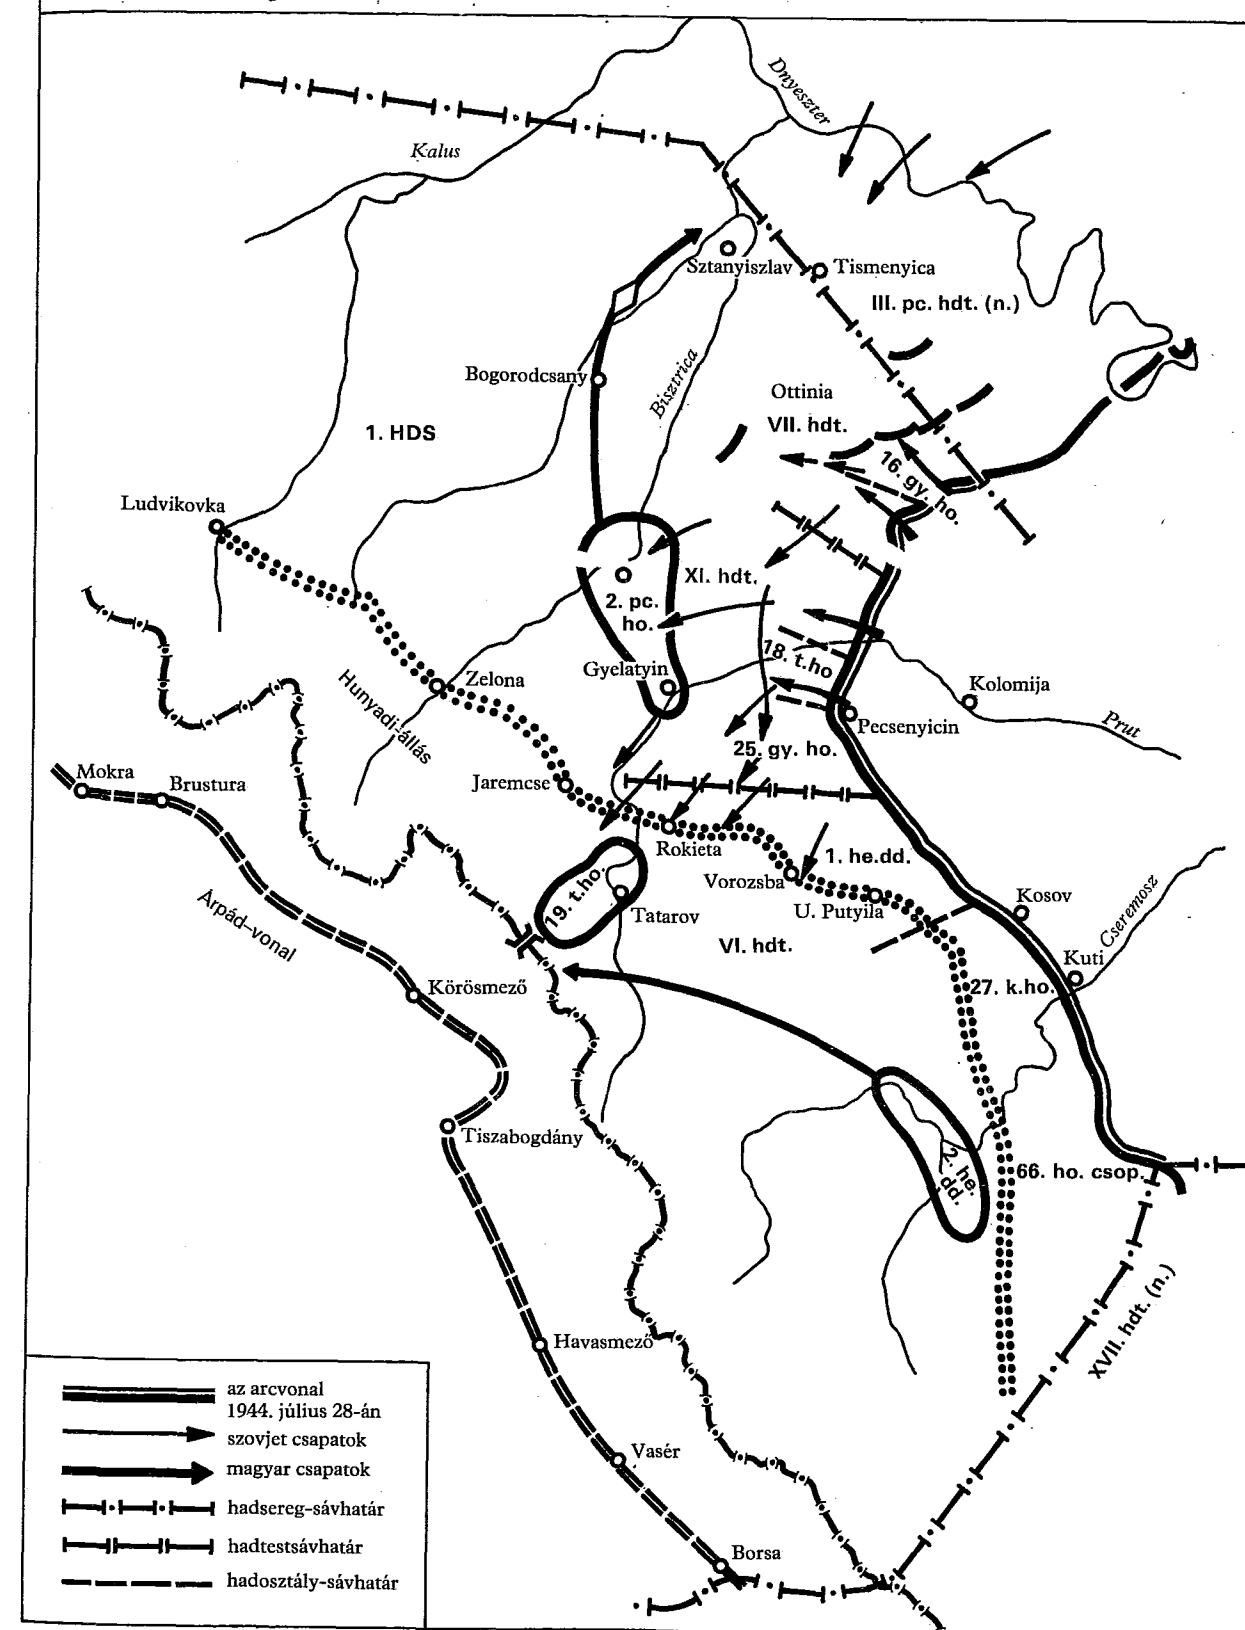 Dnyeszter
Kalus
Sztanyiszlav
Tismenyica
III. pc. hdt. (n.)
Bogorodcsany
Bisztrica
Ottinia
VII. hdt.
1. HDS
16. gy. ho.
Ludvikovka
XI. hdt.
2. pc.
ho.
18. t.ho
Gyelatyin
Zelona
Kolomija
Hunyadi-állás
Pecsenyicin
Prut
25. gy. ho.
Mokra
Brustura
Jaremcse
Rokieta
1. he.dd.
Vorozsba
U. Putyila
Kosov
Cseremosz
19. t.ho.
Tatarov
Árpád-vonal
VI. hdt.
Kuti
27. k.ho.
Körösmező
Tiszabogdány
2. he.
dd.
66. ho. csop.
XVII. hdt. (n.)
Havasmező
Vasér
Borsa
az arcvonal
1944. július 28-án
szovjet csapatok
magyar csapatok
hadsereg-sávhatár
hadtestsávhatár
hadosztály-sávhatár